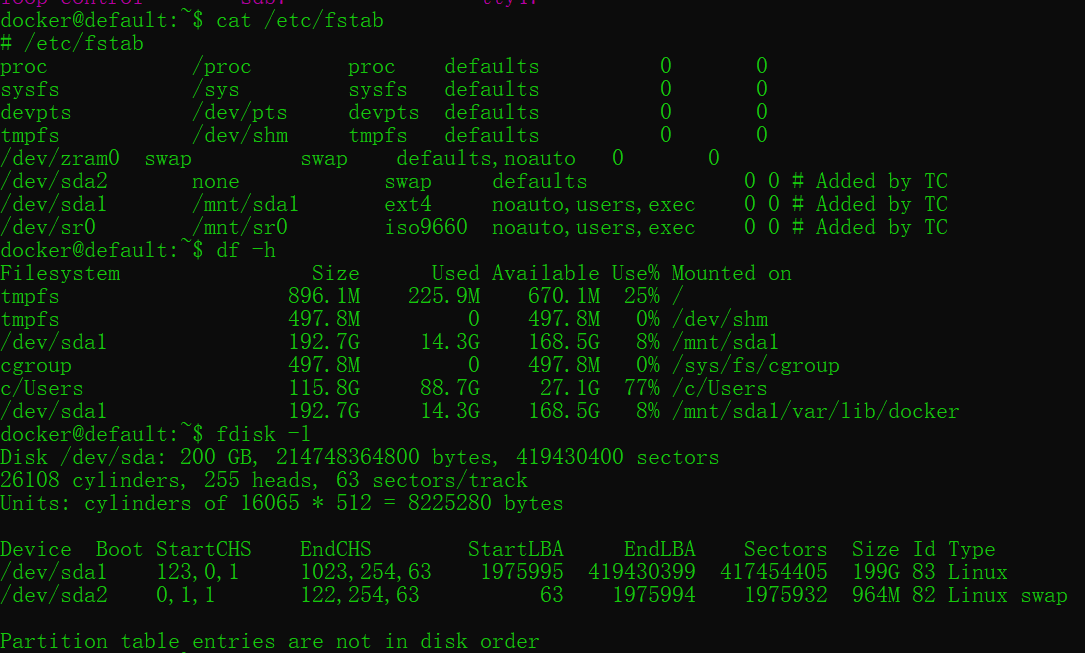 docker@default:~$ cat /etc/fstab
# /etc/fstab
proc            /proc        proc    defaults          0       0
sysfs           /sys         sysfs   defaults          0       0
devpts          /dev/pts     devpts  defaults          0       0
tmpfs           /dev/shm     tmpfs   defaults          0       0
/dev/zram0  swap         swap    defaults,noauto   0       0
/dev/sda2       none            swap     defaults            0 0 # Added by TC
/dev/sda1       /mnt/sda1       ext4     noauto,users,exec    0 0 # Added by TC
/dev/sr0        /mnt/sr0        iso9660  noauto,users,exec    0 0 # Added by TC
docker@default:~$ df -h
Filesystem                Size      Used Available Use% Mounted on
tmpfs                   896.1M    225.9M    670.1M  25% /
tmpfs                   497.8M         0    497.8M   0% /dev/shm
/dev/sda1               192.7G     14.3G    168.5G   8% /mnt/sda1
cgroup                  497.8M         0    497.8M   0% /sys/fs/cgroup
c/Users                 115.8G     88.7G     27.1G  77% /c/Users
/dev/sda1               192.7G     14.3G    168.5G   8% /mnt/sda1/var/lib/docker
docker@default:~$ fdisk -l
Disk /dev/sda: 200 GB, 214748364800 bytes, 419430400 sectors
26108 cylinders, 255 heads, 63 sectors/track
Units: cylinders of 16065 * 512 = 8225280 bytes
Device  Boot StartCHS    EndCHS        StartLBA     EndLBA    Sectors  Size Id Type
/dev/sda1    123,0,1     1023,254,63    1975995  419430399  417454405  199G 83 Linux
/dev/sda2    0,1,1       122,254,63          63    1975994    1975932  964M 82 Linux swap
Partition table entries are not in disk order